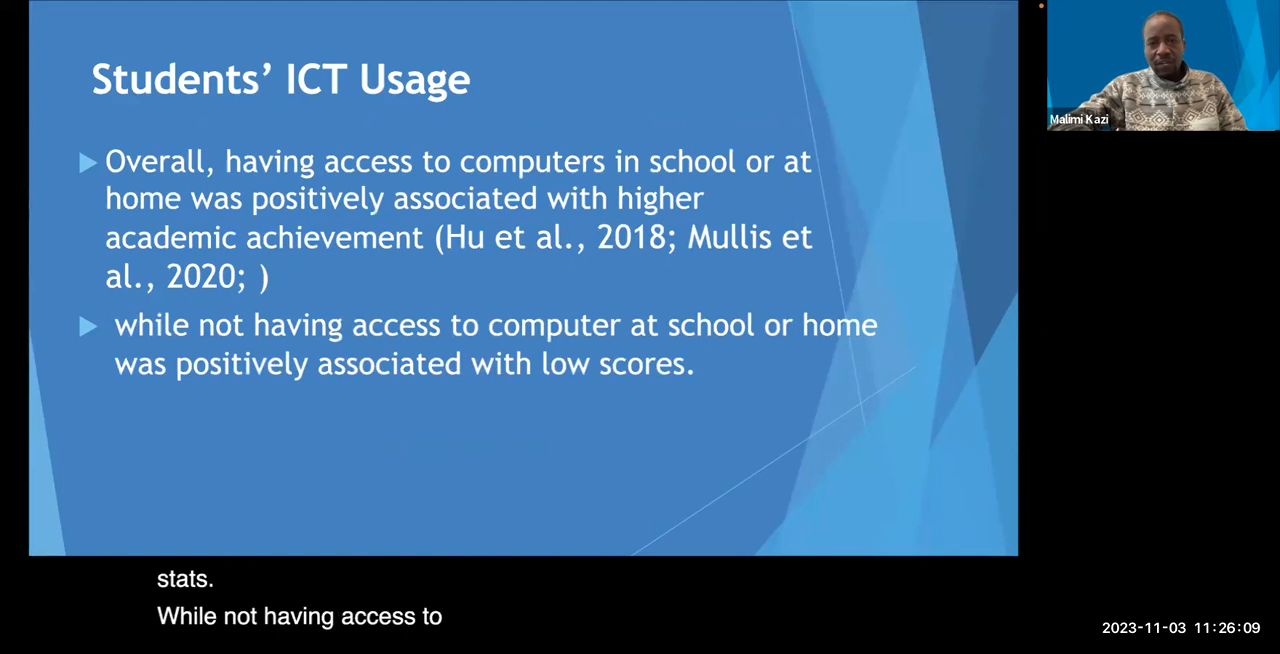 Students’ ICT Usage
Overall, having access to computers in school or at
home was positively associated with higher
academic achievement (Hu et al., 2018; Mullis et
al., 2020; )
while not having access to computer at school or home
was positively associated with low scores.
Malimi Kazi
stats.
While not having access to
2023-11-03 11:26:09